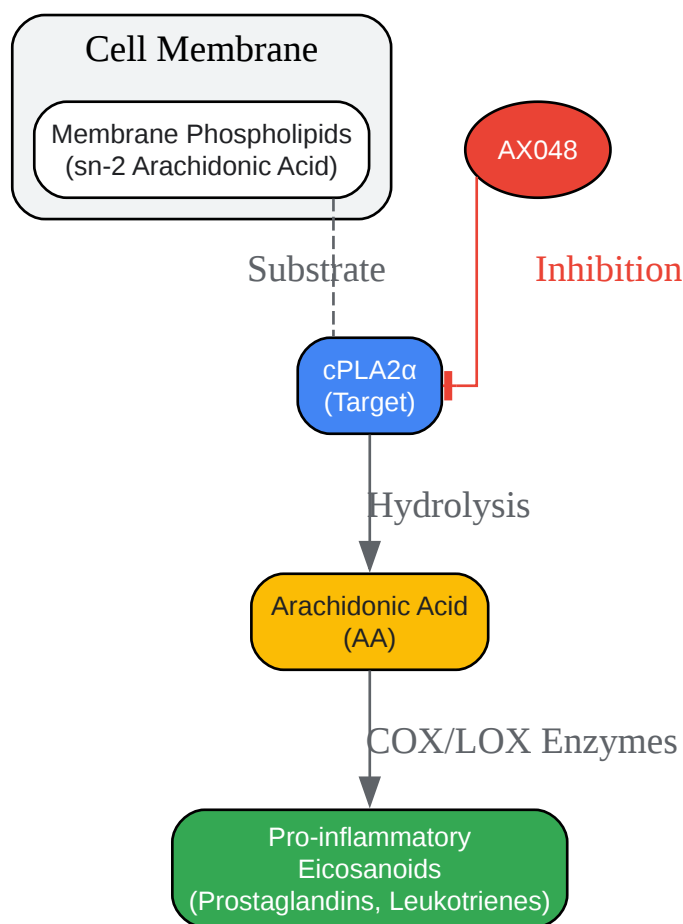 Cell Membrane
Membrane Phospholipids
(sn-2 Arachidonic Acid)
AX048
Substrate
Inhibition
cPLA2α
(Target)
Hydrolysis
Arachidonic Acid
(AA)
COX/LOX Enzymes
Pro-inflammatory
Eicosanoids
(Prostaglandins, Leukotrienes)